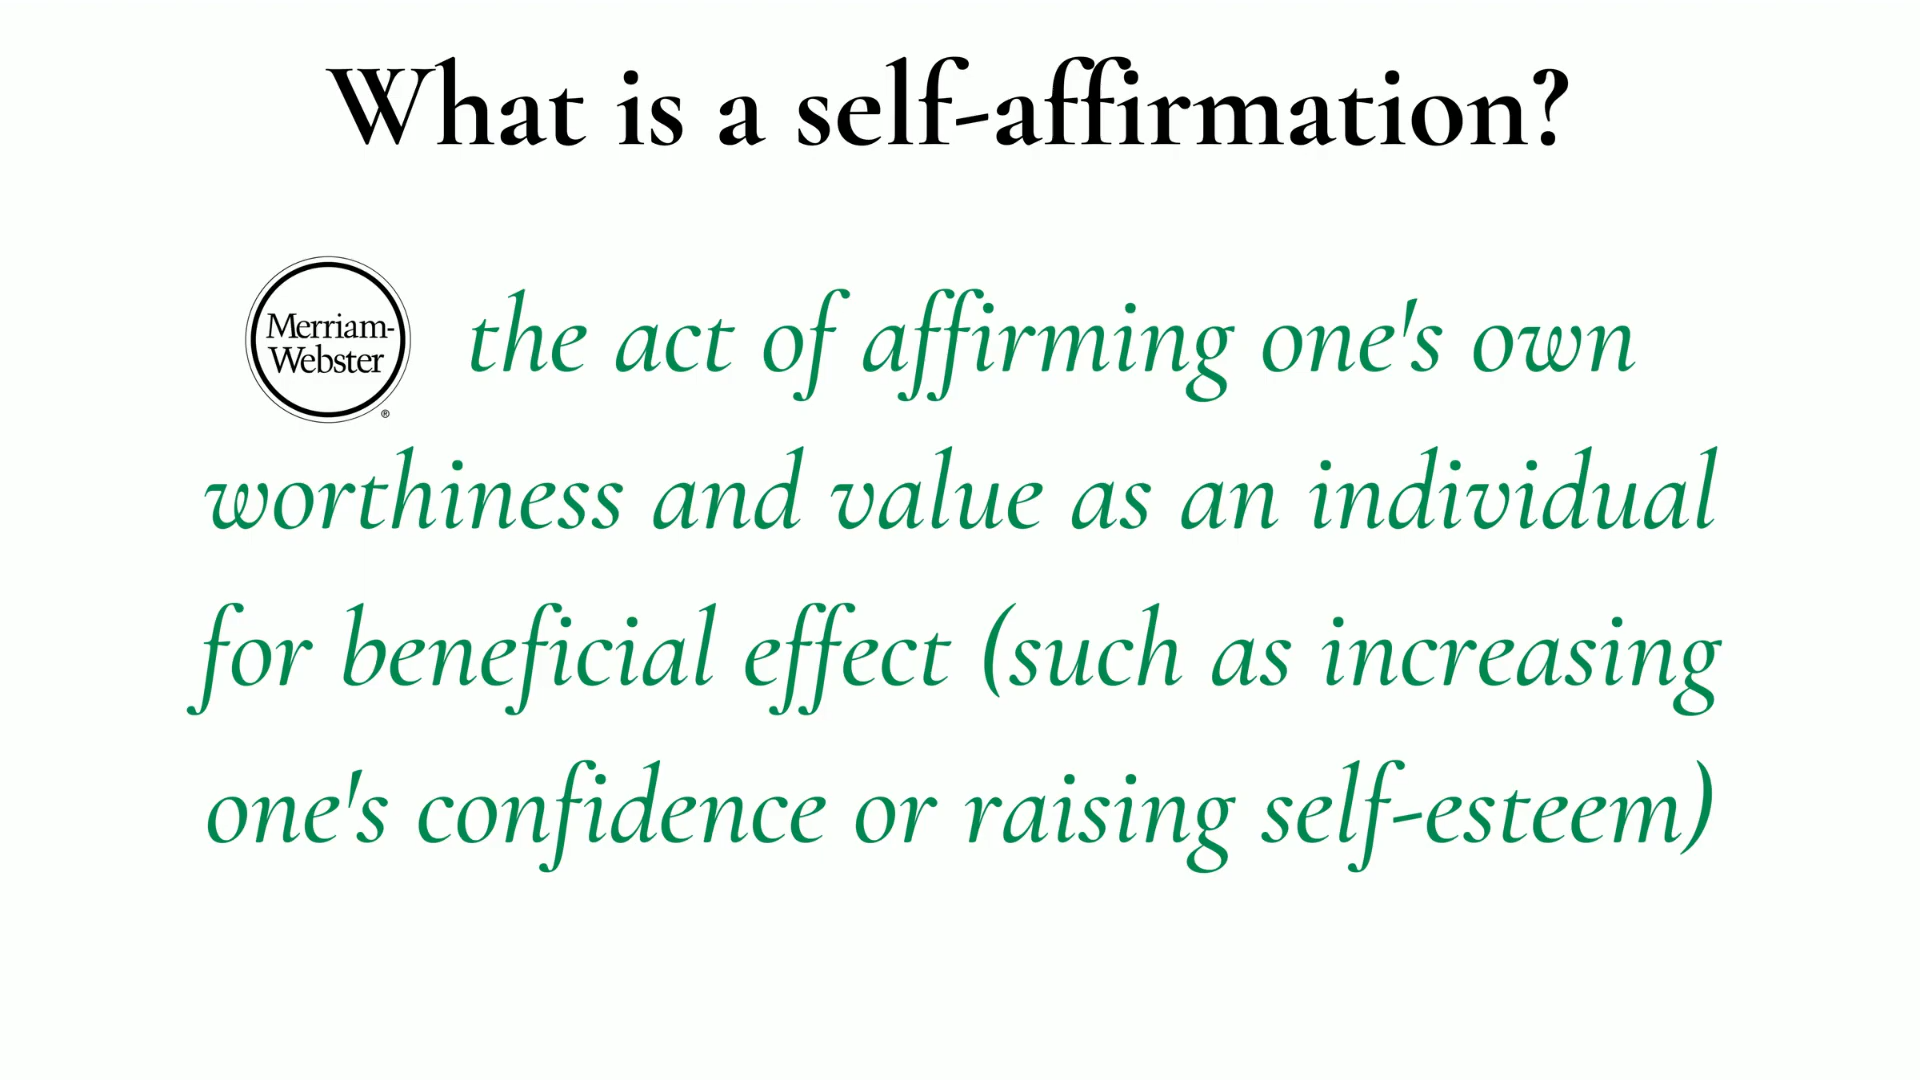 What is a self-affirmation?
Merriam-
Webster
®
the act of affirming one's own
worthiness and value as an individual
for beneficial effect (such as increasing
one's confidence or raising self-esteem)